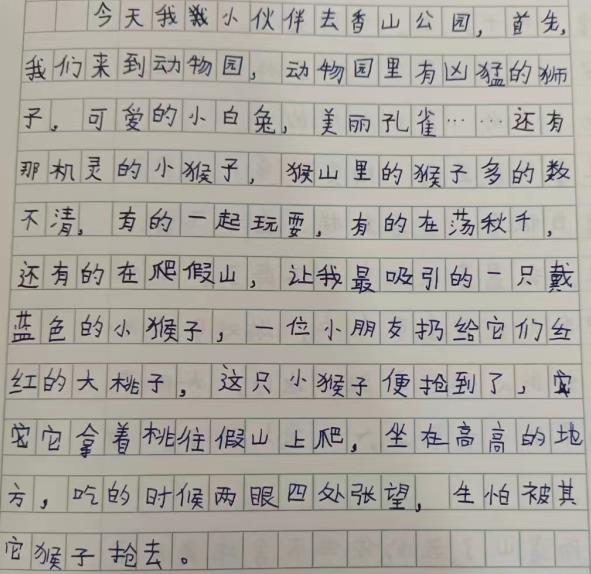 今天我找小伙伴去香山公园，首先，
我们来到动物园，动物园里有凶猛的狮
子。可爱的小白兔，美丽孔雀……还有
那机灵的小猴子，猴山里的猴子多的数
不清，有的一起玩耍，有的在荡秋千，
还有的在爬假山，让我最吸引的一只戴
蓝色的小猴子，一位小朋友扔给它们红
红的大桃子，这只小猴子便抢到了，
它拿着桃往假山上爬，坐在高高的地
方，吃的时候两眼四处张望，生怕被其
它猴子抢去。